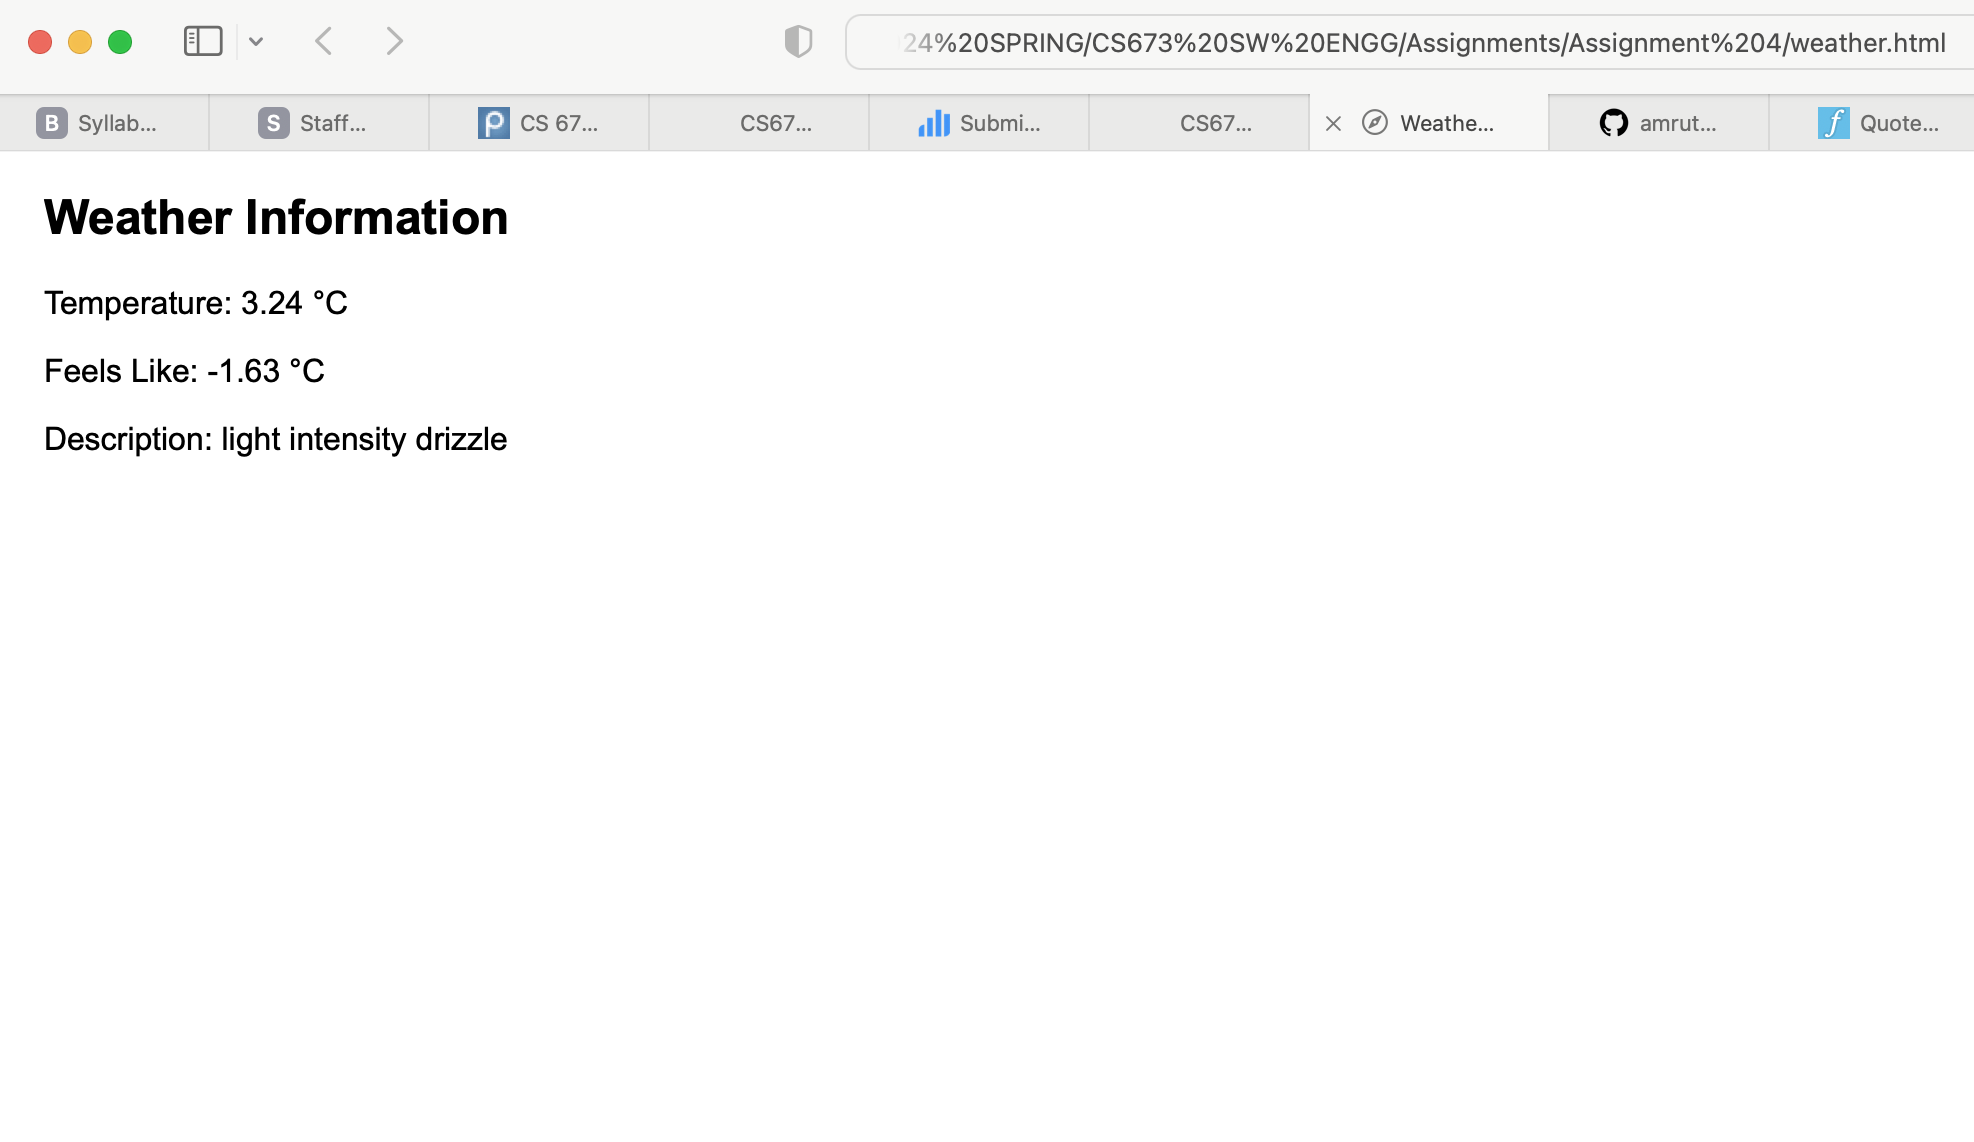 24%20SPRING/CS673%20SW%20ENGG/Assignments/Assignment%204/weather.html
B Syllab... S Staff... P CS 67... CS67... Submi... CS67... Weathe... amrut... f Quote...
Weather Information
Temperature: 3.24 °C
Feels Like: -1.63 °C
Description: light intensity drizzle